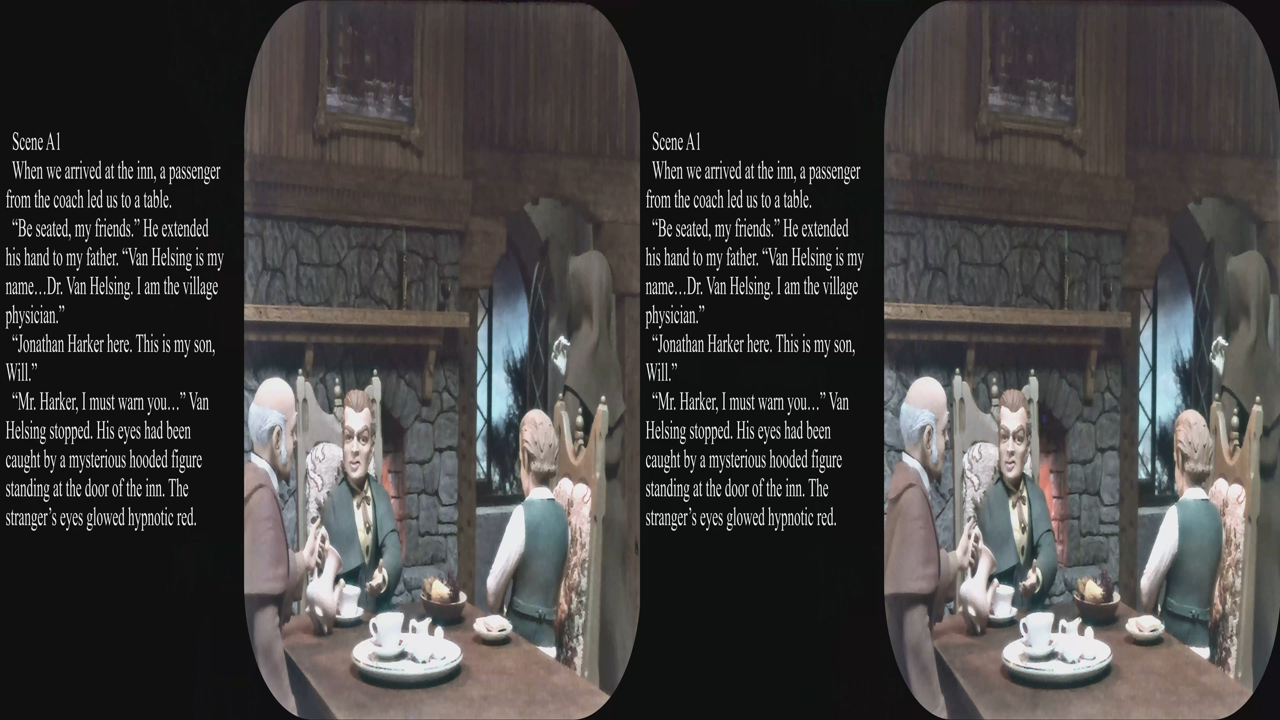 Scene A1
When we arrived at the inn, a passenger
from the coach led us to a table.
“Be seated, my friends.” He extended
his hand to my father. “Van Helsing is my
name…Dr. Van Helsing. I am the village
physician.”
“Jonathan Harker here. This is my son,
Will.”
“Mr. Harker, I must warn you…” Van
Helsing stopped. His eyes had been
caught by a mysterious hooded figure
standing at the door of the inn. The
stranger’s eyes glowed hypnotic red.
Scene A1
When we arrived at the inn, a passenger
from the coach led us to a table.
“Be seated, my friends.” He extended
his hand to my father. “Van Helsing is my
name…Dr. Van Helsing. I am the village
physician.”
“Jonathan Harker here. This is my son,
Will.”
“Mr. Harker, I must warn you…” Van
Helsing stopped. His eyes had been
caught by a mysterious hooded figure
standing at the door of the inn. The
stranger’s eyes glowed hypnotic red.